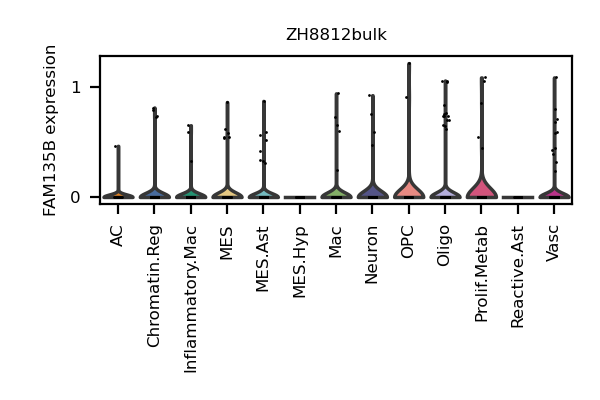 ZH8812bulk
FAM135B expression
1
0
AC
Chromatin.Reg
Inflammatory.Mac
MES
MES.Ast
MES.Hyp
Mac
Neuron
OPC
Oligo
Prolif.Metab
Reactive.Ast
Vasc